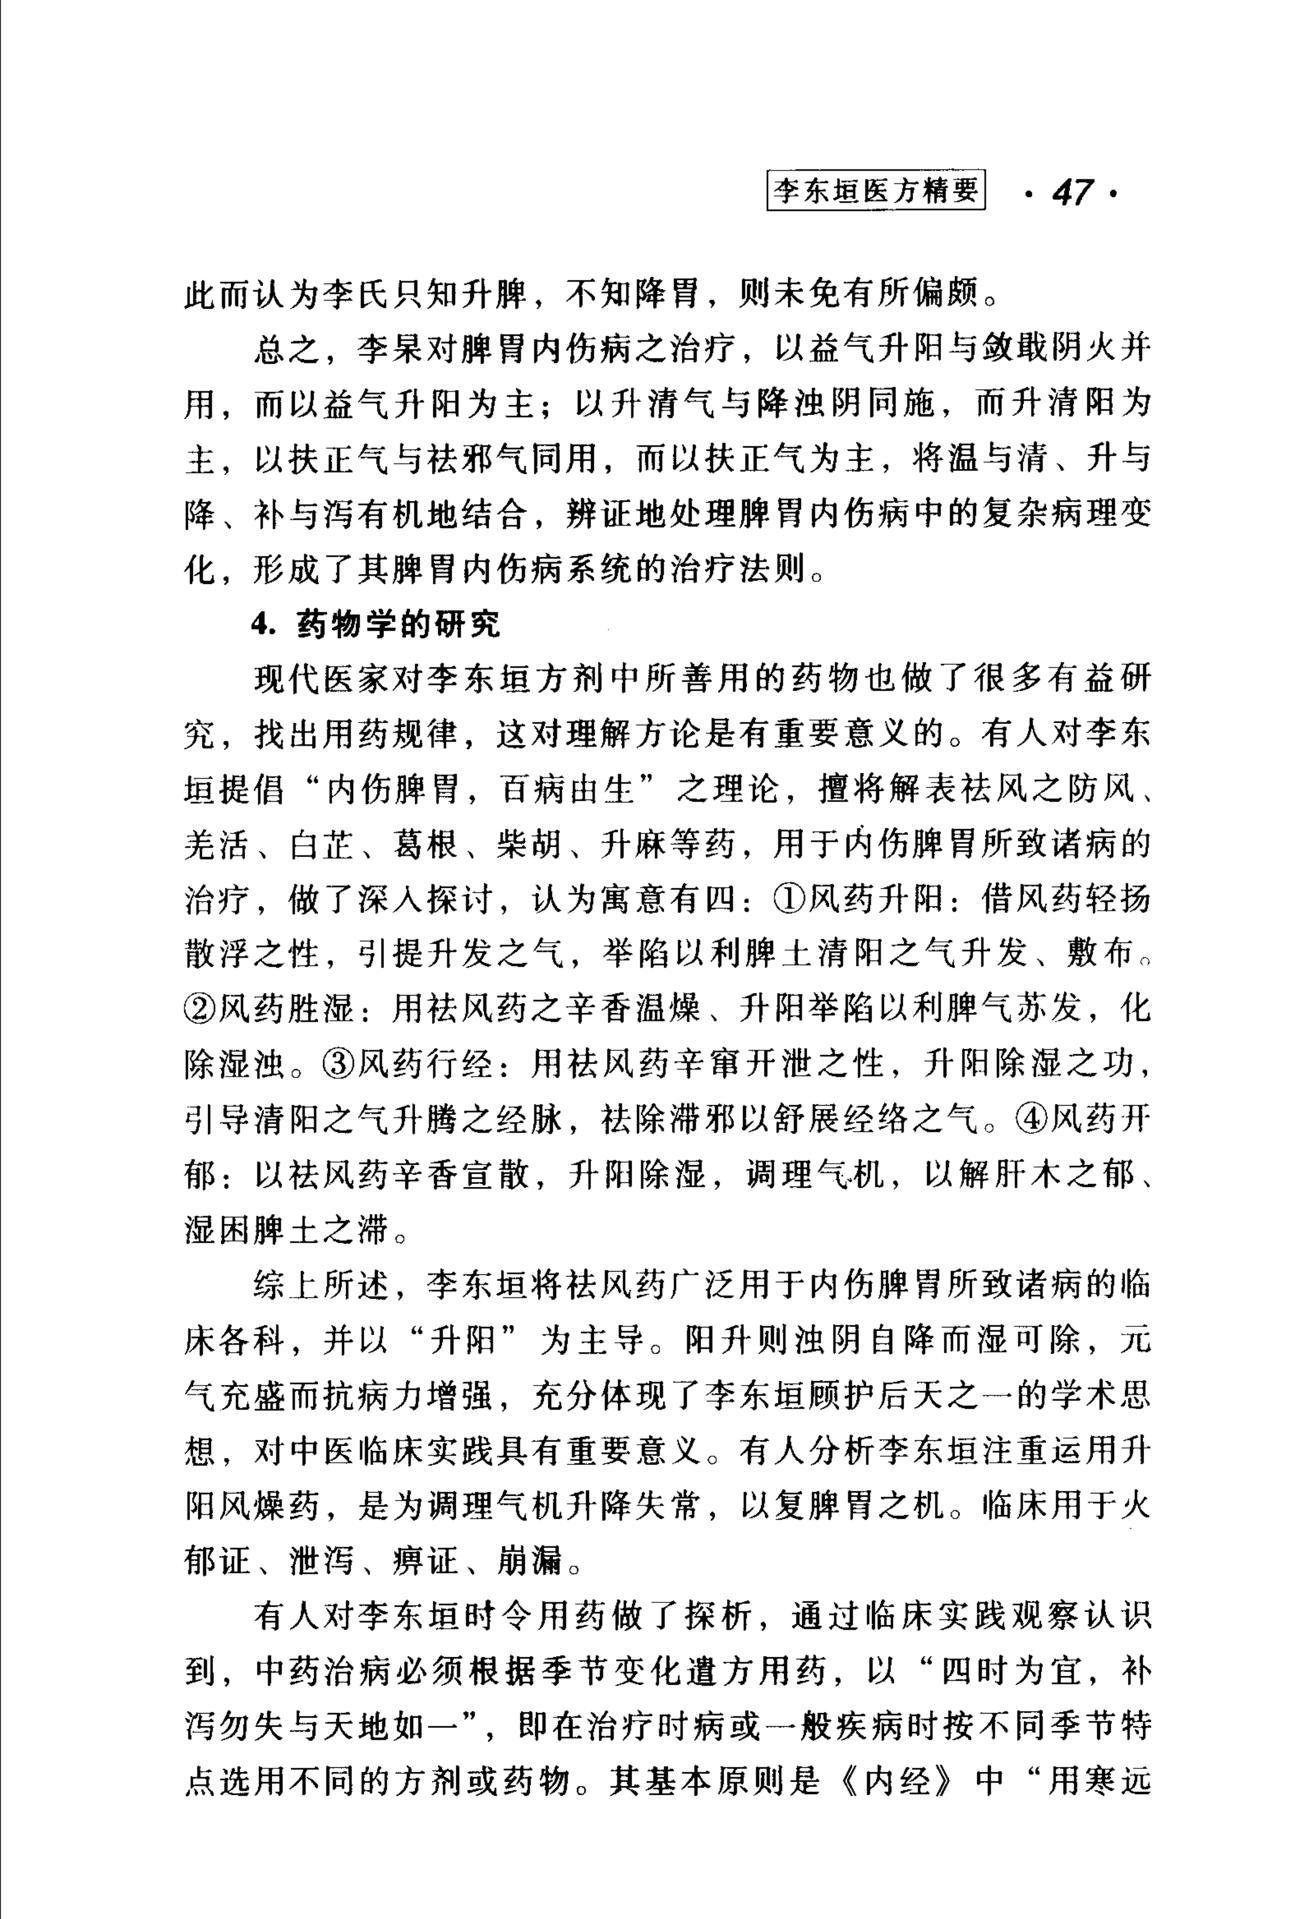 李东垣医方精要 · 47 ·
此而认为李氏只知升脾，不知降胃，则未免有所偏颇。
总之，李杲对脾胃内伤病之治疗，以益气升阳与敛戢阴火并
用，而以益气升阳为主；以升清气与降浊阴同施，而升清阳为
主，以扶正气与祛邪气同用，而以扶正气为主，将温与清、升与
降、补与泻有机地结合，辨证地处理脾胃内伤病中的复杂病理变
化，形成了其脾胃内伤病系统的治疗法则。
4. 药物学的研究
现代医家对李东垣方剂中所善用的药物也做了很多有益研
究，找出用药规律，这对理解方论是有重要意义的。有人对李东
垣提倡“内伤脾胃，百病由生”之理论，擅将解表祛风之防风、
羌活、白芷、葛根、柴胡、升麻等药，用于内伤脾胃所致诸病的
治疗，做了深入探讨，认为寓意有四：①风药升阳：借风药轻扬
散浮之性，引提升发之气，举陷以利脾土清阳之气升发、敷布。
②风药胜湿：用祛风药之辛香温燥、升阳举陷以利脾气苏发，化
除湿浊。③风药行经：用祛风药辛窜开泄之性，升阳除湿之功，
引导清阳之气升腾之经脉，祛除滞邪以舒展经络之气。④风药开
郁：以祛风药辛香宣散，升阳除湿，调理气机，以解肝木之郁、
湿困脾土之滞。
综上所述，李东垣将祛风药广泛用于内伤脾胃所致诸病的临
床各科，并以“升阳”为主导。阳升则浊阴自降而湿可除，元
气充盛而抗病力增强，充分体现了李东垣顾护后天之一的学术思
想，对中医临床实践具有重要意义。有人分析李东垣注重运用升
阳风燥药，是为调理气机升降失常，以复脾胃之机。临床用于火
郁证、泄泻、痹证、崩漏。
有人对李东垣时令用药做了探析，通过临床实践观察认识
到，中药治病必须根据季节变化遣方用药，以“四时为宜，补
泻勿失与天地如一”，即在治疗时病或一般疾病时按不同季节特
点选用不同的方剂或药物。其基本原则是《内经》中“用寒远